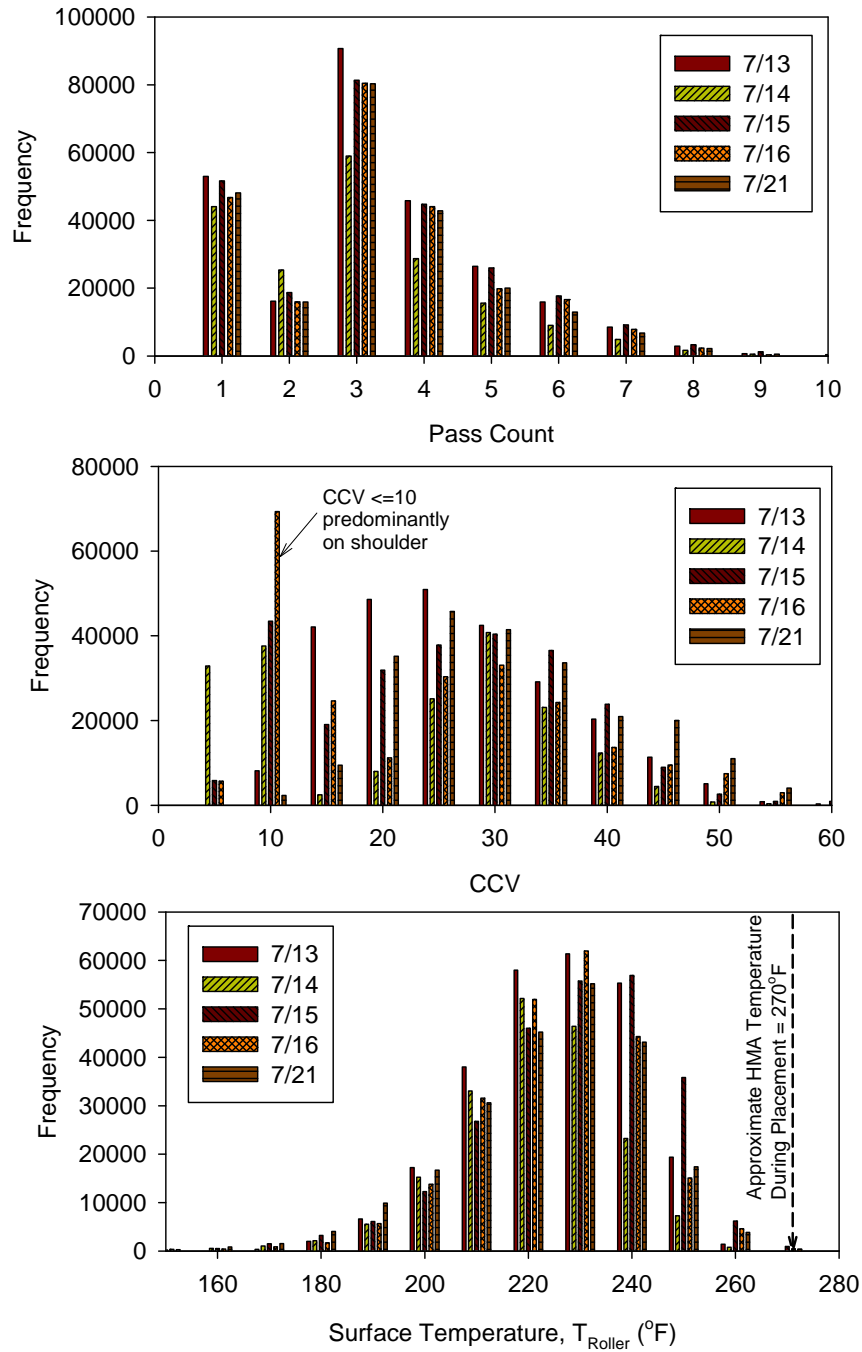 100000
80000
60000
40000
20000
0
Frequency
7/13
7/14
7/15
7/16
7/21
0 1 2 3 4 5 6 7 8 9 10
Pass Count
80000
60000
40000
20000
0
Frequency
CCV <=10
predominantly
on shoulder
7/13
7/14
7/15
7/16
7/21
0 10 20 30 40 50 60
CCV
70000
60000
50000
40000
30000
20000
10000
0
Frequency
7/13
7/14
7/15
7/16
7/21
Approximate HMA Temperature
During Placement = 270°F
160 180 200 220 240 260 280
Surface Temperature, T_Roller (°F)